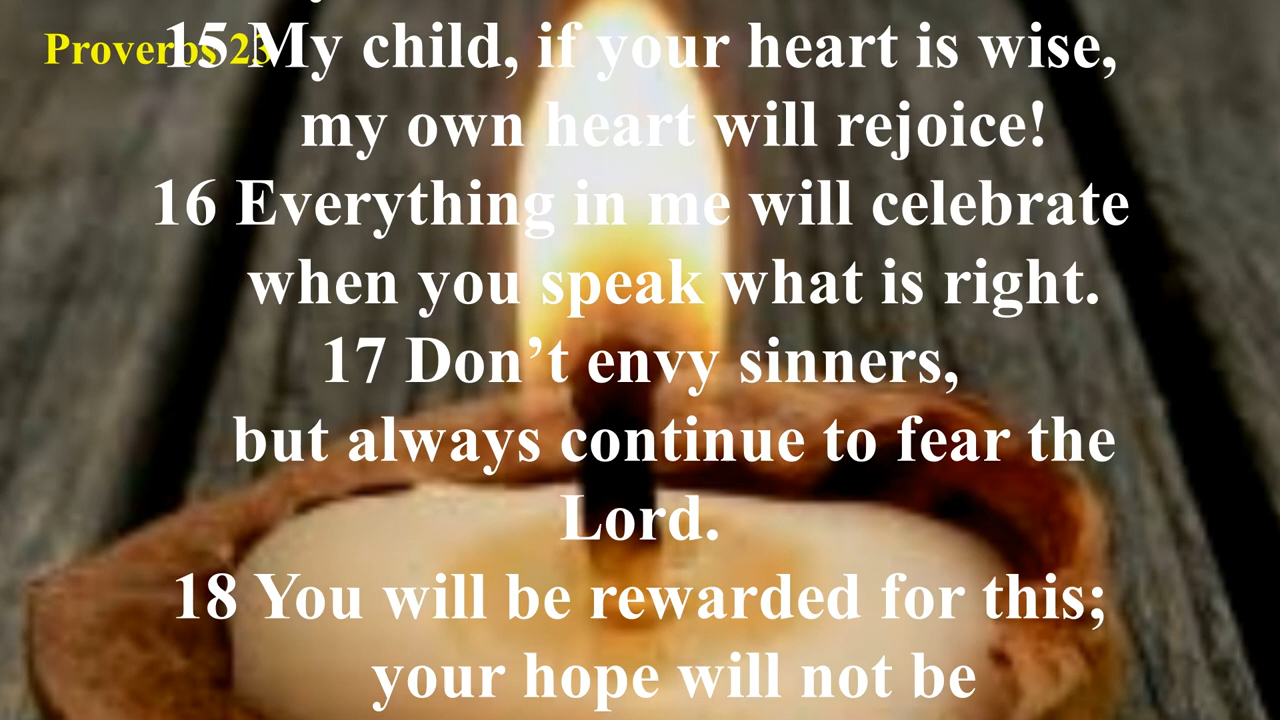 Proverbs 23
15 My child, if your heart is wise,
my own heart will rejoice!
16 Everything in me will celebrate
when you speak what is right.
17 Don’t envy sinners,
but always continue to fear the
Lord.
18 You will be rewarded for this;
your hope will not be